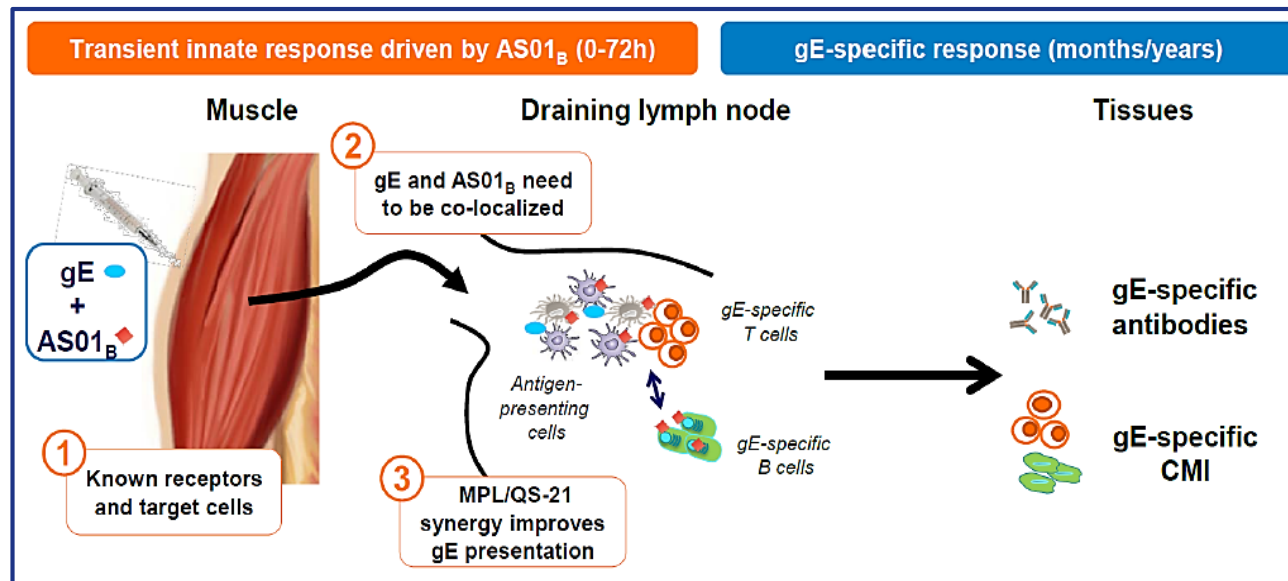 Transient innate response driven by AS01B (0-72h)
gE-specific response (months/years)
Muscle
Draining lymph node
Tissues
2
gE and AS01B need
to be co-localized
gE
+
AS01B
gE-specific
T cells
Antigen-
presenting
cells
gE-specific
B cells
gE-specific
antibodies
gE-specific
CMI
1
Known receptors
and target cells
3
MPL/QS-21
synergy improves
gE presentation